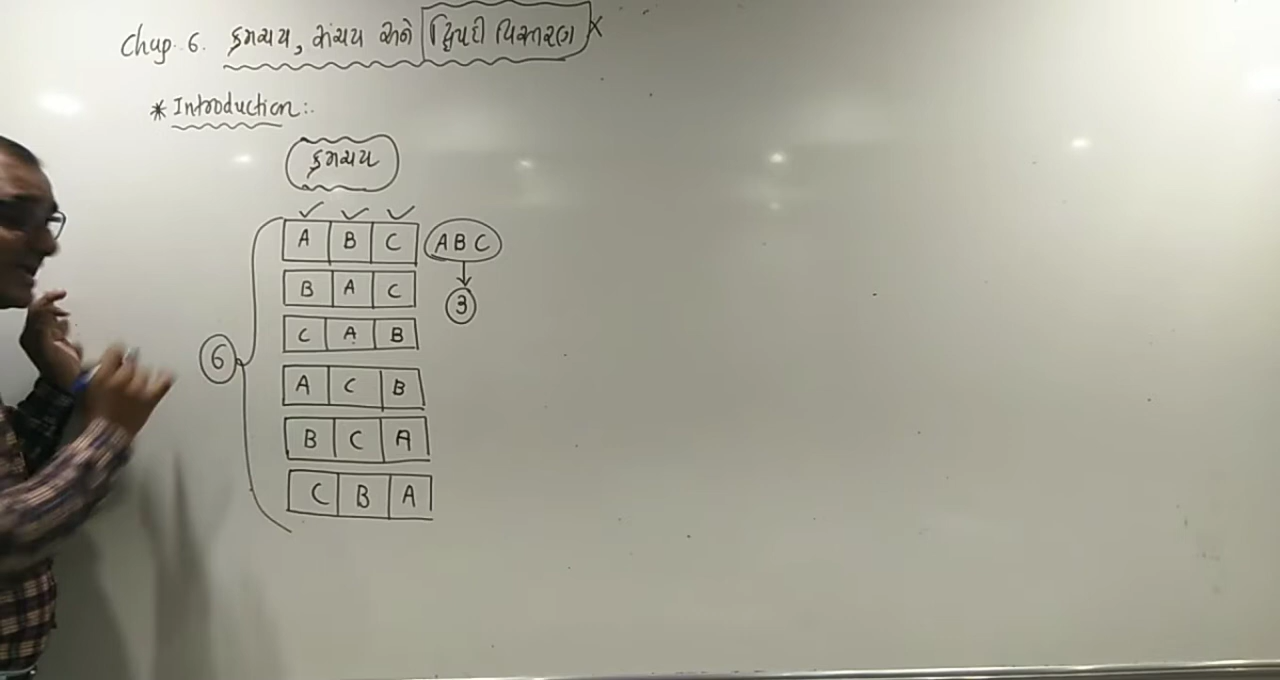 Chap. 6. ક્રમચય, સંચય અને દ્વિપદી વિસ્તરણ X
* Introduction:.
ક્રમચય
✓ ✓ ✓
A B C ABC
B A C 3
C A B
6
A C B
B C A
C B A